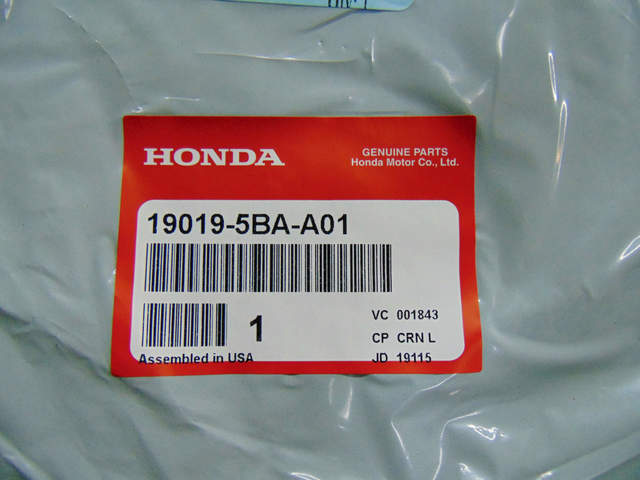 HONDA
GENUINE PARTS
Honda Motor Co., Ltd.
19019-5BA-A01
1
VC 001843
CP CRN L
JD 19115
Assembled in USA